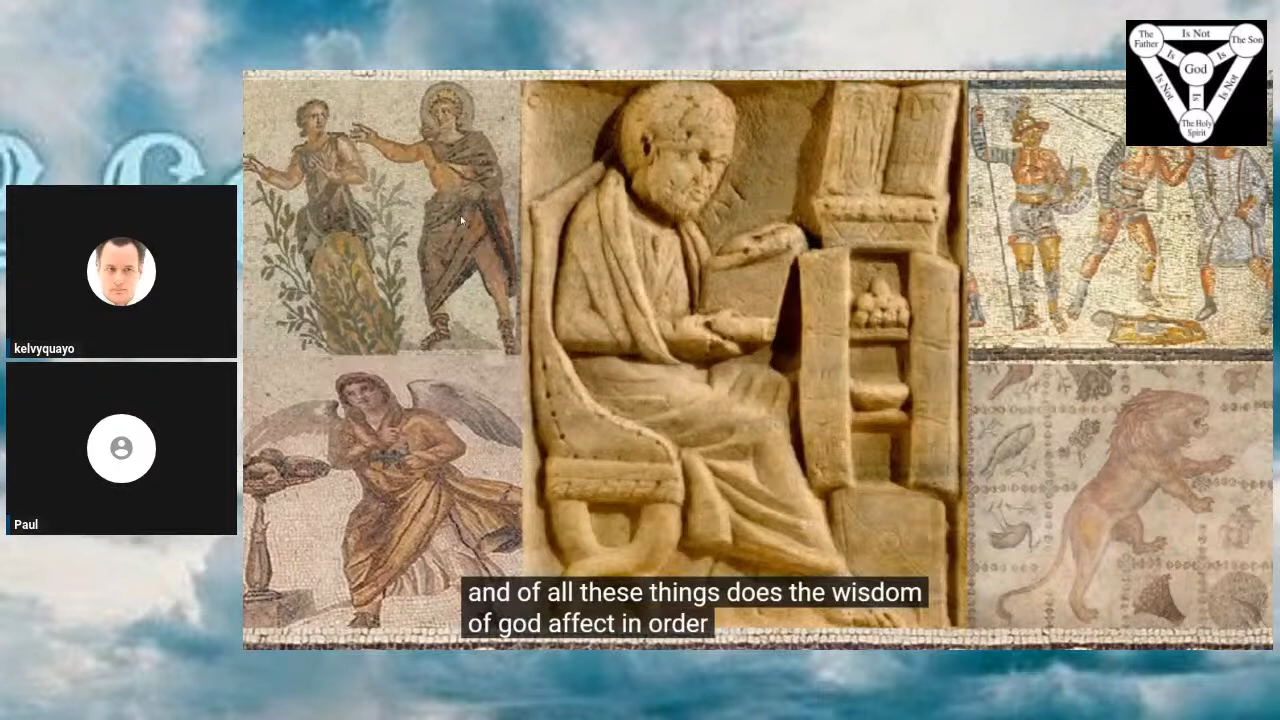 The
Father
Is Not
The Son
Is
Is
God
Is Not
Is
Is Not
The Holy
Spirit
kelvyquayo
Paul
and of all these things does the wisdom
of god affect in order